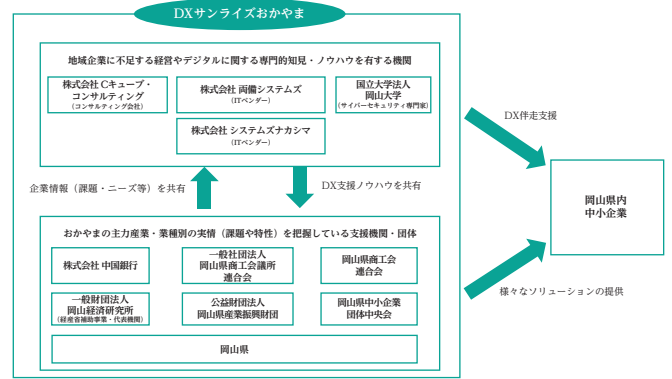 DXサンライズおかやま
地域企業に不足する経営やデジタルに関する専門的知見・ノウハウを有する機関
株式会社 Cキューブ・
コンサルティング
(コンサルティング会社)
株式会社 両備システムズ
(ITベンダー)
国立大学法人
岡山大学
(サイバーセキュリティ専門家)
株式会社 システムズナカシマ
(ITベンダー)
企業情報（課題・ニーズ等）を共有
DX支援ノウハウを共有
おかやまの主力産業・業種別の実情（課題や特性）を把握している支援機関・団体
株式会社 中国銀行
一般社団法人
岡山県商工会議所
連合会
岡山県商工会
連合会
一般財団法人
岡山経済研究所
(経産省補助事業・代表機関)
公益財団法人
岡山県産業振興財団
岡山県中小企業
団体中央会
岡山県
DX伴走支援
岡山県内
中小企業
様々なソリューションの提供